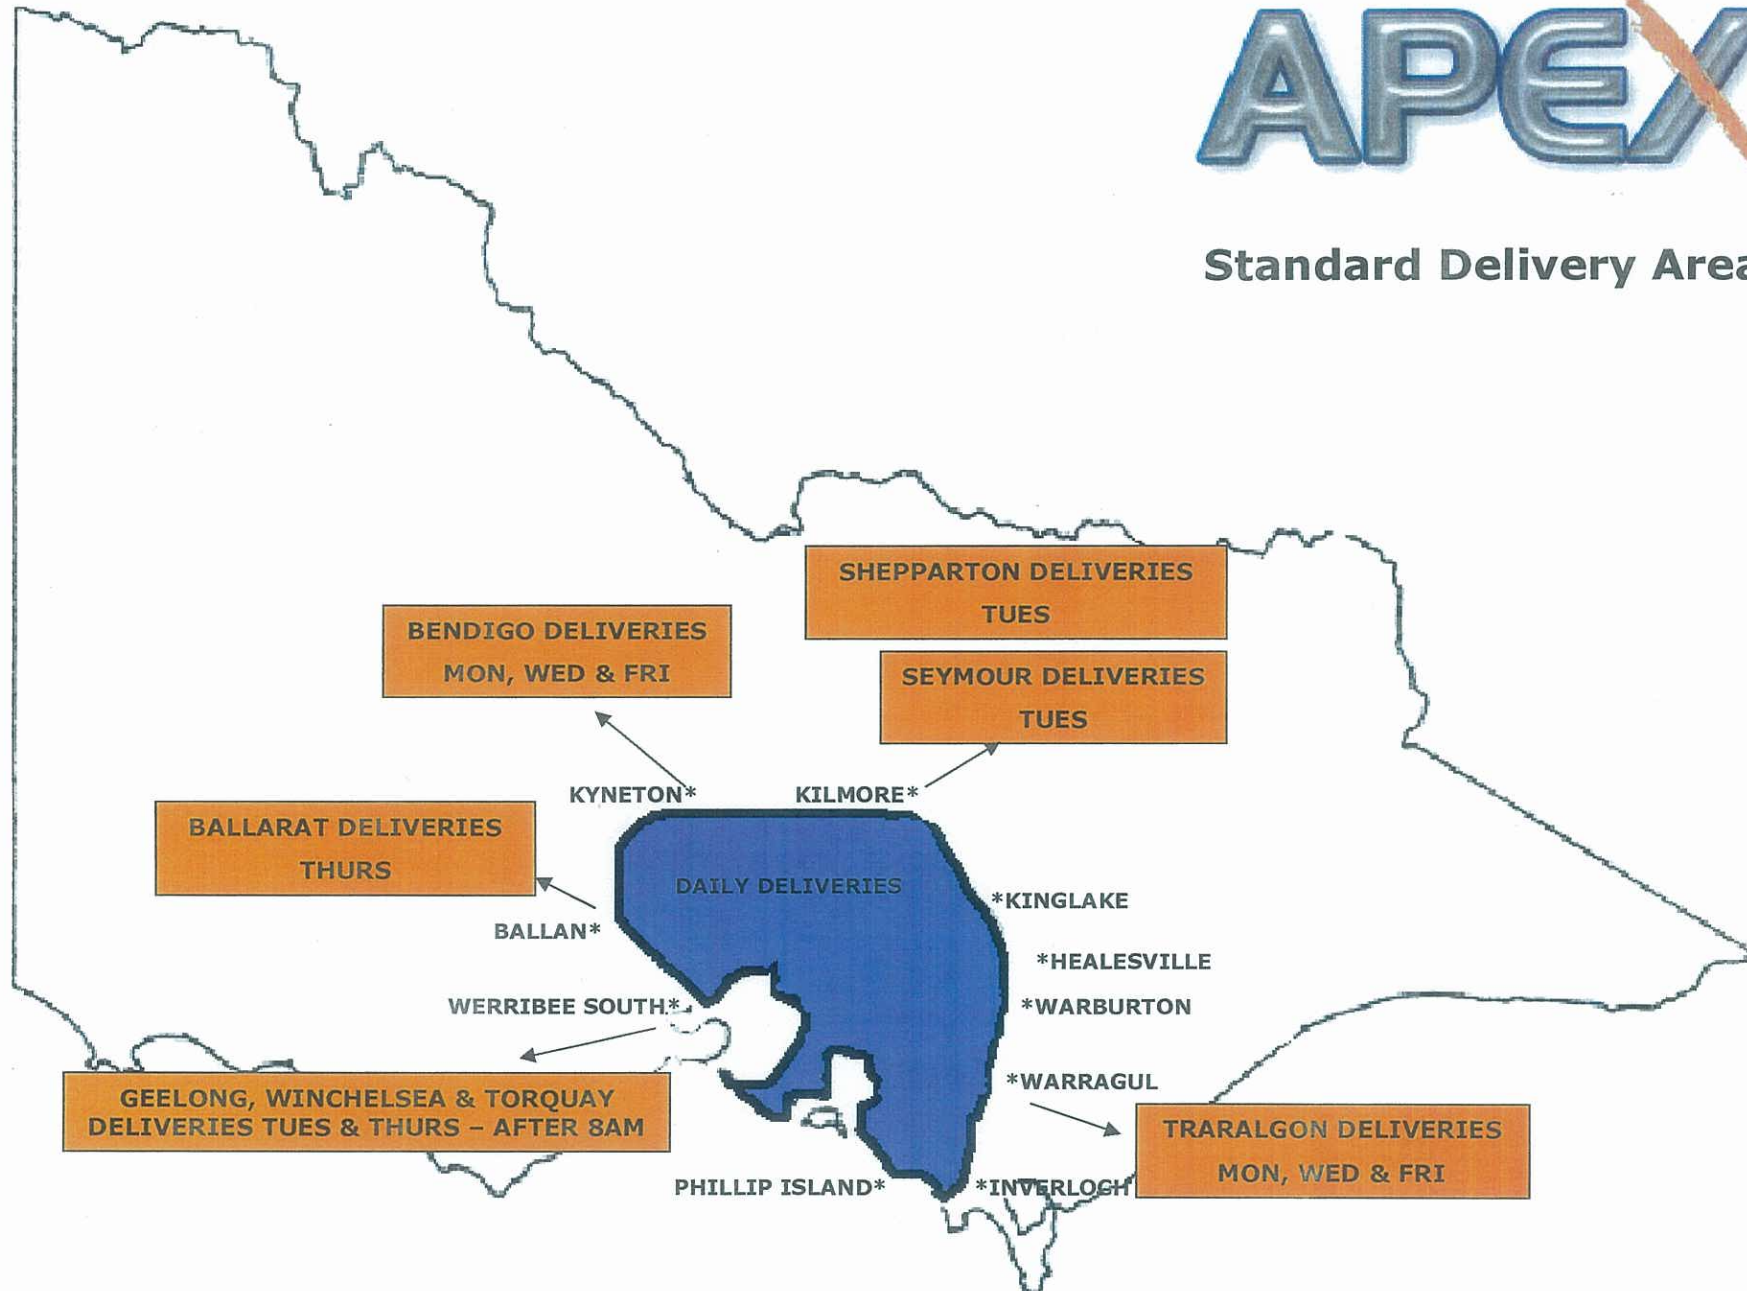 APEX
Standard Delivery Area
SHEPPARTON DELIVERIES
TUES
BENDIGO DELIVERIES
MON, WED & FRI
SEYMOUR DELIVERIES
TUES
KYNETON*
KILMORE*
BALLARAT DELIVERIES
THURS
DAILY DELIVERIES
*KINGLAKE
BALLAN*
*HEALESVILLE
WERRIBEE SOUTH*
*WARBURTON
*WARRAGUL
GEELONG, WINCHELSEA & TORQUAY
DELIVERIES TUES & THURS – AFTER 8AM
TRARALGON DELIVERIES
MON, WED & FRI
PHILLIP ISLAND*
*INVERLOCH